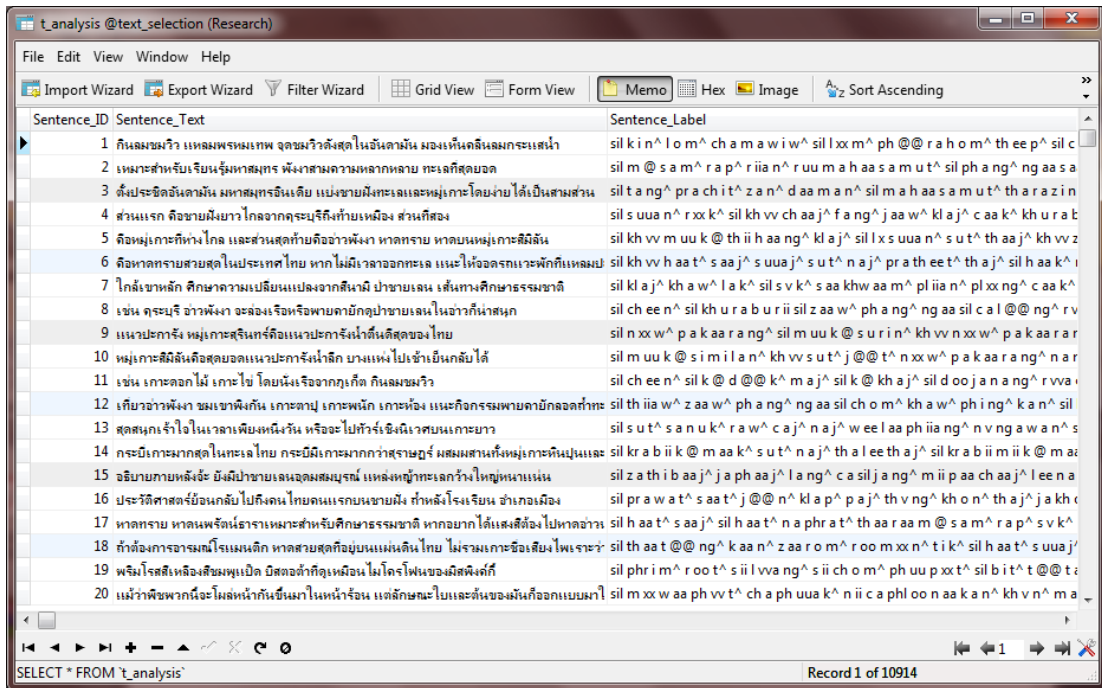 t_analysis @text_selection (Research)
File Edit View Window Help
Import Wizard Export Wizard Filter Wizard Grid View Form View Memo Hex Image Sort Ascending
Sentence_ID Sentence_Text Sentence_Label
1 กินลมชมวิว แหลมพรหมเทพ จุดชมวิวดังสุดในอันดามัน มองเห็นคลื่นลมกระแสน้ำ sil k i n^ l o m^ ch a m a w i w^ sil l xx m^ ph @@ r a h o m^ th ee p^ sil c
2 เหมาะสำหรับเรียนรู้มหาสมุทร พังงาสามความหลากหลาย ทะเลที่สุดยอด sil m @ s a m^ r a p^ r iia n^ r uu m a h aa s a m u t^ sil ph a ng^ ng aa s a
3 ตั้งประชิดอันดามัน มหาสมุทรอินเดีย แบ่งชายฝั่งทะเลและหมู่เกาะโดยง่ายได้เป็นสามส่วน sil t a ng^ pr a ch i t^ z a n^ d aa m a n^ sil m a h aa s a m u t^ th a r a z i n
4 ส่วนแรก คือชายฝั่งยาวไกลจากคุระบุรีถึงท้ายเหมือง ส่วนที่สอง sil s uua n^ r xx k^ sil kh vv ch aa j^ f a ng^ j aa w^ kl a j^ c aa k^ kh u r a b
5 คือหมู่เกาะที่ห่างไกล และส่วนสุดท้ายคืออ่าวพังงา หาดทราย หาดบนหมู่เกาะสิมิลัน sil kh vv m uu k @ th ii h aa ng^ kl a j^ sil l x s uua n^ s u t^ th aa j^ kh vv z
6 คือหาดทรายสวยสุดในประเทศไทย หากไม่มีเวลาออกทะเล แนะให้จอดรถแวะพักที่แหลมป sil kh vv h aa t^ s aa j^ s uua j^ s u t^ n a j^ pr a th ee t^ th a j^ sil h aa k^
7 ใกล้เขาหลัก ศึกษาความเปลี่ยนแปลงจากสึนามิ ป่าชายเลน เส้นทางศึกษาธรรมชาติ sil kl a j^ kh a w^ l a k^ sil s v k^ s aa khw aa m^ pl iia n^ pl xx ng^ c aa k^
8 เช่น คุระบุรี อ่าวพังงา จะล่องเรือหรือพายคายัคดูป่าชายเลนในอ่าวก็น่าสนุก sil ch ee n^ sil kh u r a b u r ii sil z aa w^ ph a ng^ ng aa sil c a l @@ ng^ r v
9 แนวปะการัง หมู่เกาะสุรินทร์คือแนวปะการังน้ำตื้นดีสุดของไทย sil n xx w^ p a k aa r a ng^ sil m uu k @ s u r i n^ kh vv n xx w^ p a k aa r a r
10 หมู่เกาะสิมิลันคือสุดยอดแนวปะการังน้ำลึก บางแห่งไปเช้าเย็นกลับได้ sil m uu k @ s i m i l a n^ kh vv s u t^ j @@ t^ n xx w^ p a k aa r a ng^ n a r
11 เช่น เกาะดอกไม้ เกาะไข่ โดยนั่งเรือจากภูเก็ต กินลมชมวิว sil ch ee n^ sil k @ d @@ k^ m a j^ sil k @ kh a j^ sil d oo j a n a ng^ r vva
12 เที่ยวอ่าวพังงา ชมเขาพิงกัน เกาะตาปู เกาะพนัก เกาะห้อง แนะกิจกรรมพายคายัคลอดถ้ำทะ sil th iia w^ z aa w^ ph a ng^ ng aa sil ch o m^ kh a w^ ph i ng^ k a n^ sil
13 สุดสนุกเร้าใจในเวลาเพียงหนึ่งวัน หรือจะไปทัวร์เชิงนิเวศบนเกาะยาว sil s u t^ s a n u k^ r a w^ c a j^ n a j^ w ee l aa ph iia ng^ n v ng a w a n^ s
14 กระบี่เกาะมากสุดในทะเลไทย กระบี่มีเกาะมากกว่าสุราษฎร์ ผสมผสานทั้งหมู่เกาะหินปูนและ sil kr a b ii k @ m aa k^ s u t^ n a j^ th a l ee th a j^ sil kr a b ii m ii k @ m aa
15 อธิบายภายหลังจ้ะ ยังมีป่าชายเลนอุดมสมบูรณ์ แหล่งหญ้าทะเลกว้างใหญ่หนาแน่น sil z a th i b aa j^ j a ph aa j^ l a ng^ c a sil j a ng^ m ii p aa ch aa j^ l ee n a
16 ประวัติศาสตร์ย้อนกลับไปถึงคนไทยคนแรกบนชายฝั่ง ถ้ำหลังโรงเรียน อำเภอเมือง sil pr a w a t^ s aa t^ j @@ n^ kl a p^ p a j^ th v ng^ kh o n^ th a j^ j a kh
17 หาดทราย หาดนพรัตน์ธาราเหมาะสำหรับศึกษาธรรมชาติ หากอยากได้แสงสีต้องไปหาดอ่าวน sil h aa t^ s aa j^ sil h aa t^ n a phr a t^ th aa r aa m @ s a m^ r a p^ s v k^
18 ถ้าต้องการอารมณ์โรแมนติก หาดสวยสุดที่อยู่บนแผ่นดินไทย ไม่รวมเกาะชื่อเสียงไพเราะว่า sil th aa t @@ ng^ k aa n^ z aa r o m^ r oo m xx n^ t i k^ sil h aa t^ s uua j^
19 พริมโรสสีเหลืองสีชมพูแป๊ด บิสตอต้าที่ดูเหมือนไมโครโฟนของมิสพิงค์กี้ sil phr i m^ r oo t^ s ii l vva ng^ s ii ch o m^ ph uu p xx t^ sil b i t^ t @@ t
20 แม้ว่าพืชพวกนี้จะโผล่หน้ากันขึ้นมาในหน้าร้อน แต่ลักษณะใบและต้นของมันก็ออกแบบมาใ sil m xx w aa ph vv t^ ch a ph uua k^ n ii c a phl oo n aa k a n^ kh v n^ m a
1
SELECT * FROM `t_analysis` Record 1 of 10914